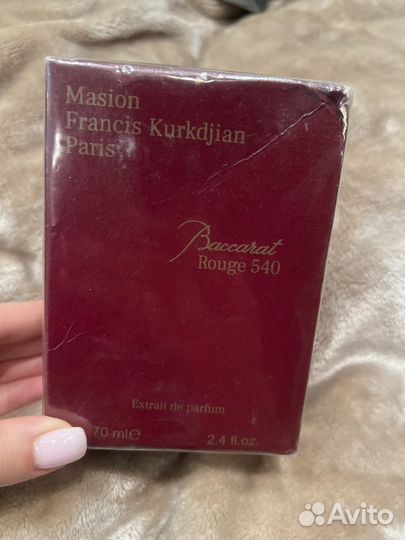 Masion
Francis Kurkdjian
Paris
Baccarat
Rouge 540
Extrait de parfum
70 ml℮ 2.4 fl.oz.
Avito